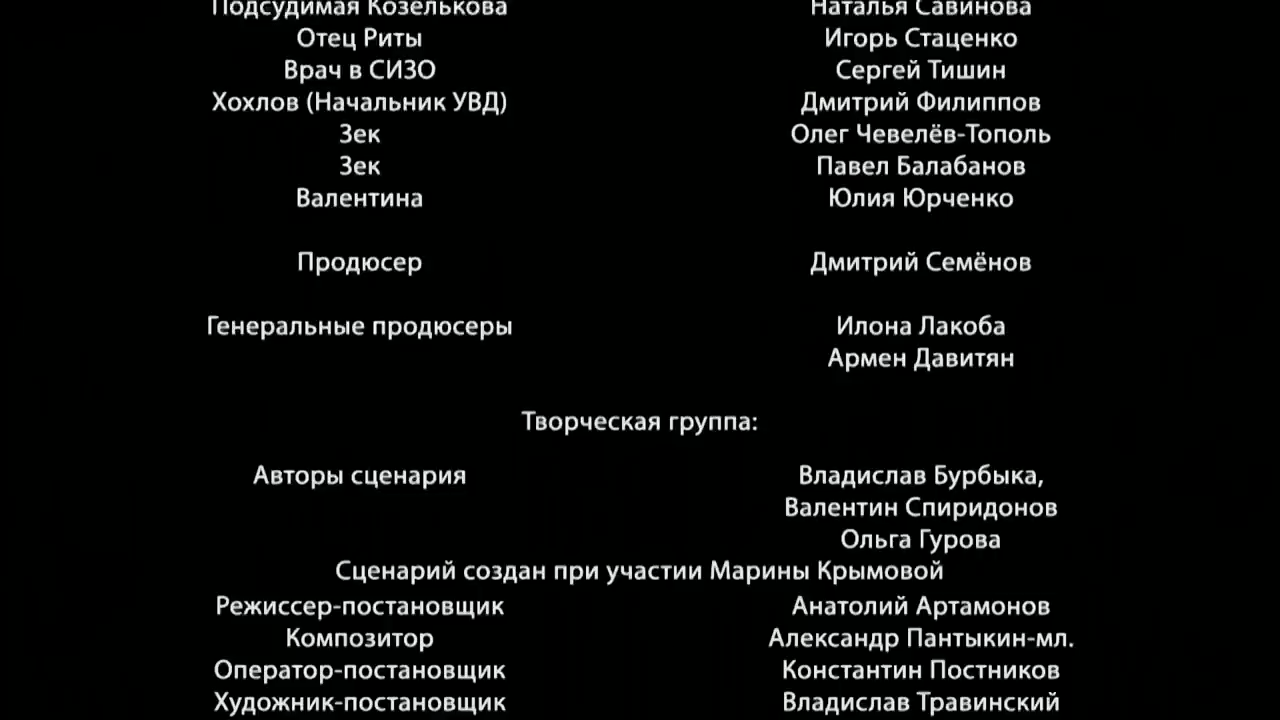 Подсудимая Козелькова Наталья Савинова
Отец Риты Игорь Стаценко
Врач в СИЗО Сергей Тишин
Хохлов (Начальник УВД) Дмитрий Филиппов
Зек Олег Чевелёв-Тополь
Зек Павел Балабанов
Валентина Юлия Юрченко
Продюсер Дмитрий Семёнов
Генеральные продюсеры Илона Лакоба
Армен Давитян
Творческая группа:
Авторы сценария Владислав Бурбыка,
Валентин Спиридонов
Ольга Гурова
Сценарий создан при участии Марины Крымовой
Режиссер-постановщик Анатолий Артамонов
Композитор Александр Пантыкин-мл.
Оператор-постановщик Константин Постников
Художник-постановщик Владислав Травинский